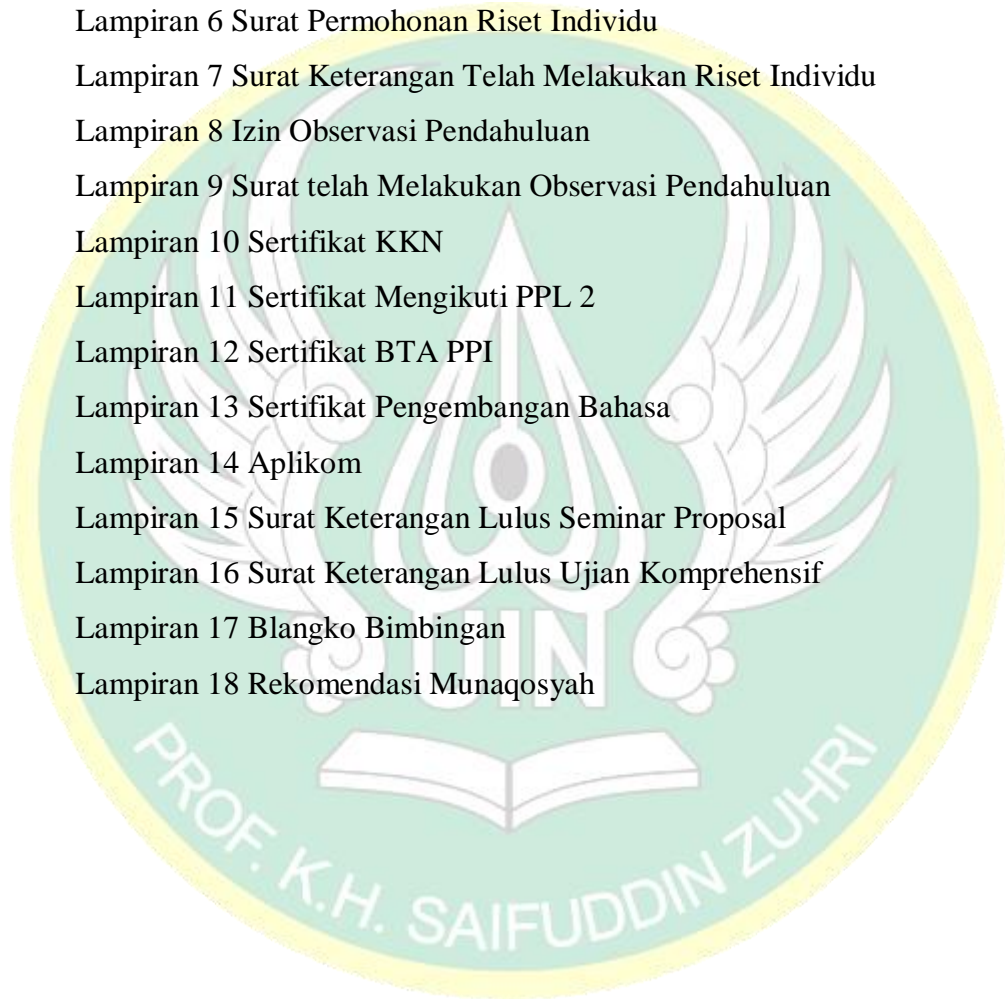 Lampiran 6 Surat Permohonan Riset Individu
Lampiran 7 Surat Keterangan Telah Melakukan Riset Individu
Lampiran 8 Izin Observasi Pendahuluan
Lampiran 9 Surat telah Melakukan Observasi Pendahuluan
Lampiran 10 Sertifikat KKN
Lampiran 11 Sertifikat Mengikuti PPL 2
Lampiran 12 Sertifikat BTA PPI
Lampiran 13 Sertifikat Pengembangan Bahasa
Lampiran 14 Aplikom
Lampiran 15 Surat Keterangan Lulus Seminar Proposal
Lampiran 16 Surat Keterangan Lulus Ujian Komprehensif
Lampiran 17 Blangko Bimbingan
Lampiran 18 Rekomendasi Munaqosyah
UIN
PROF. K.H. SAIFUDDIN ZUHRI